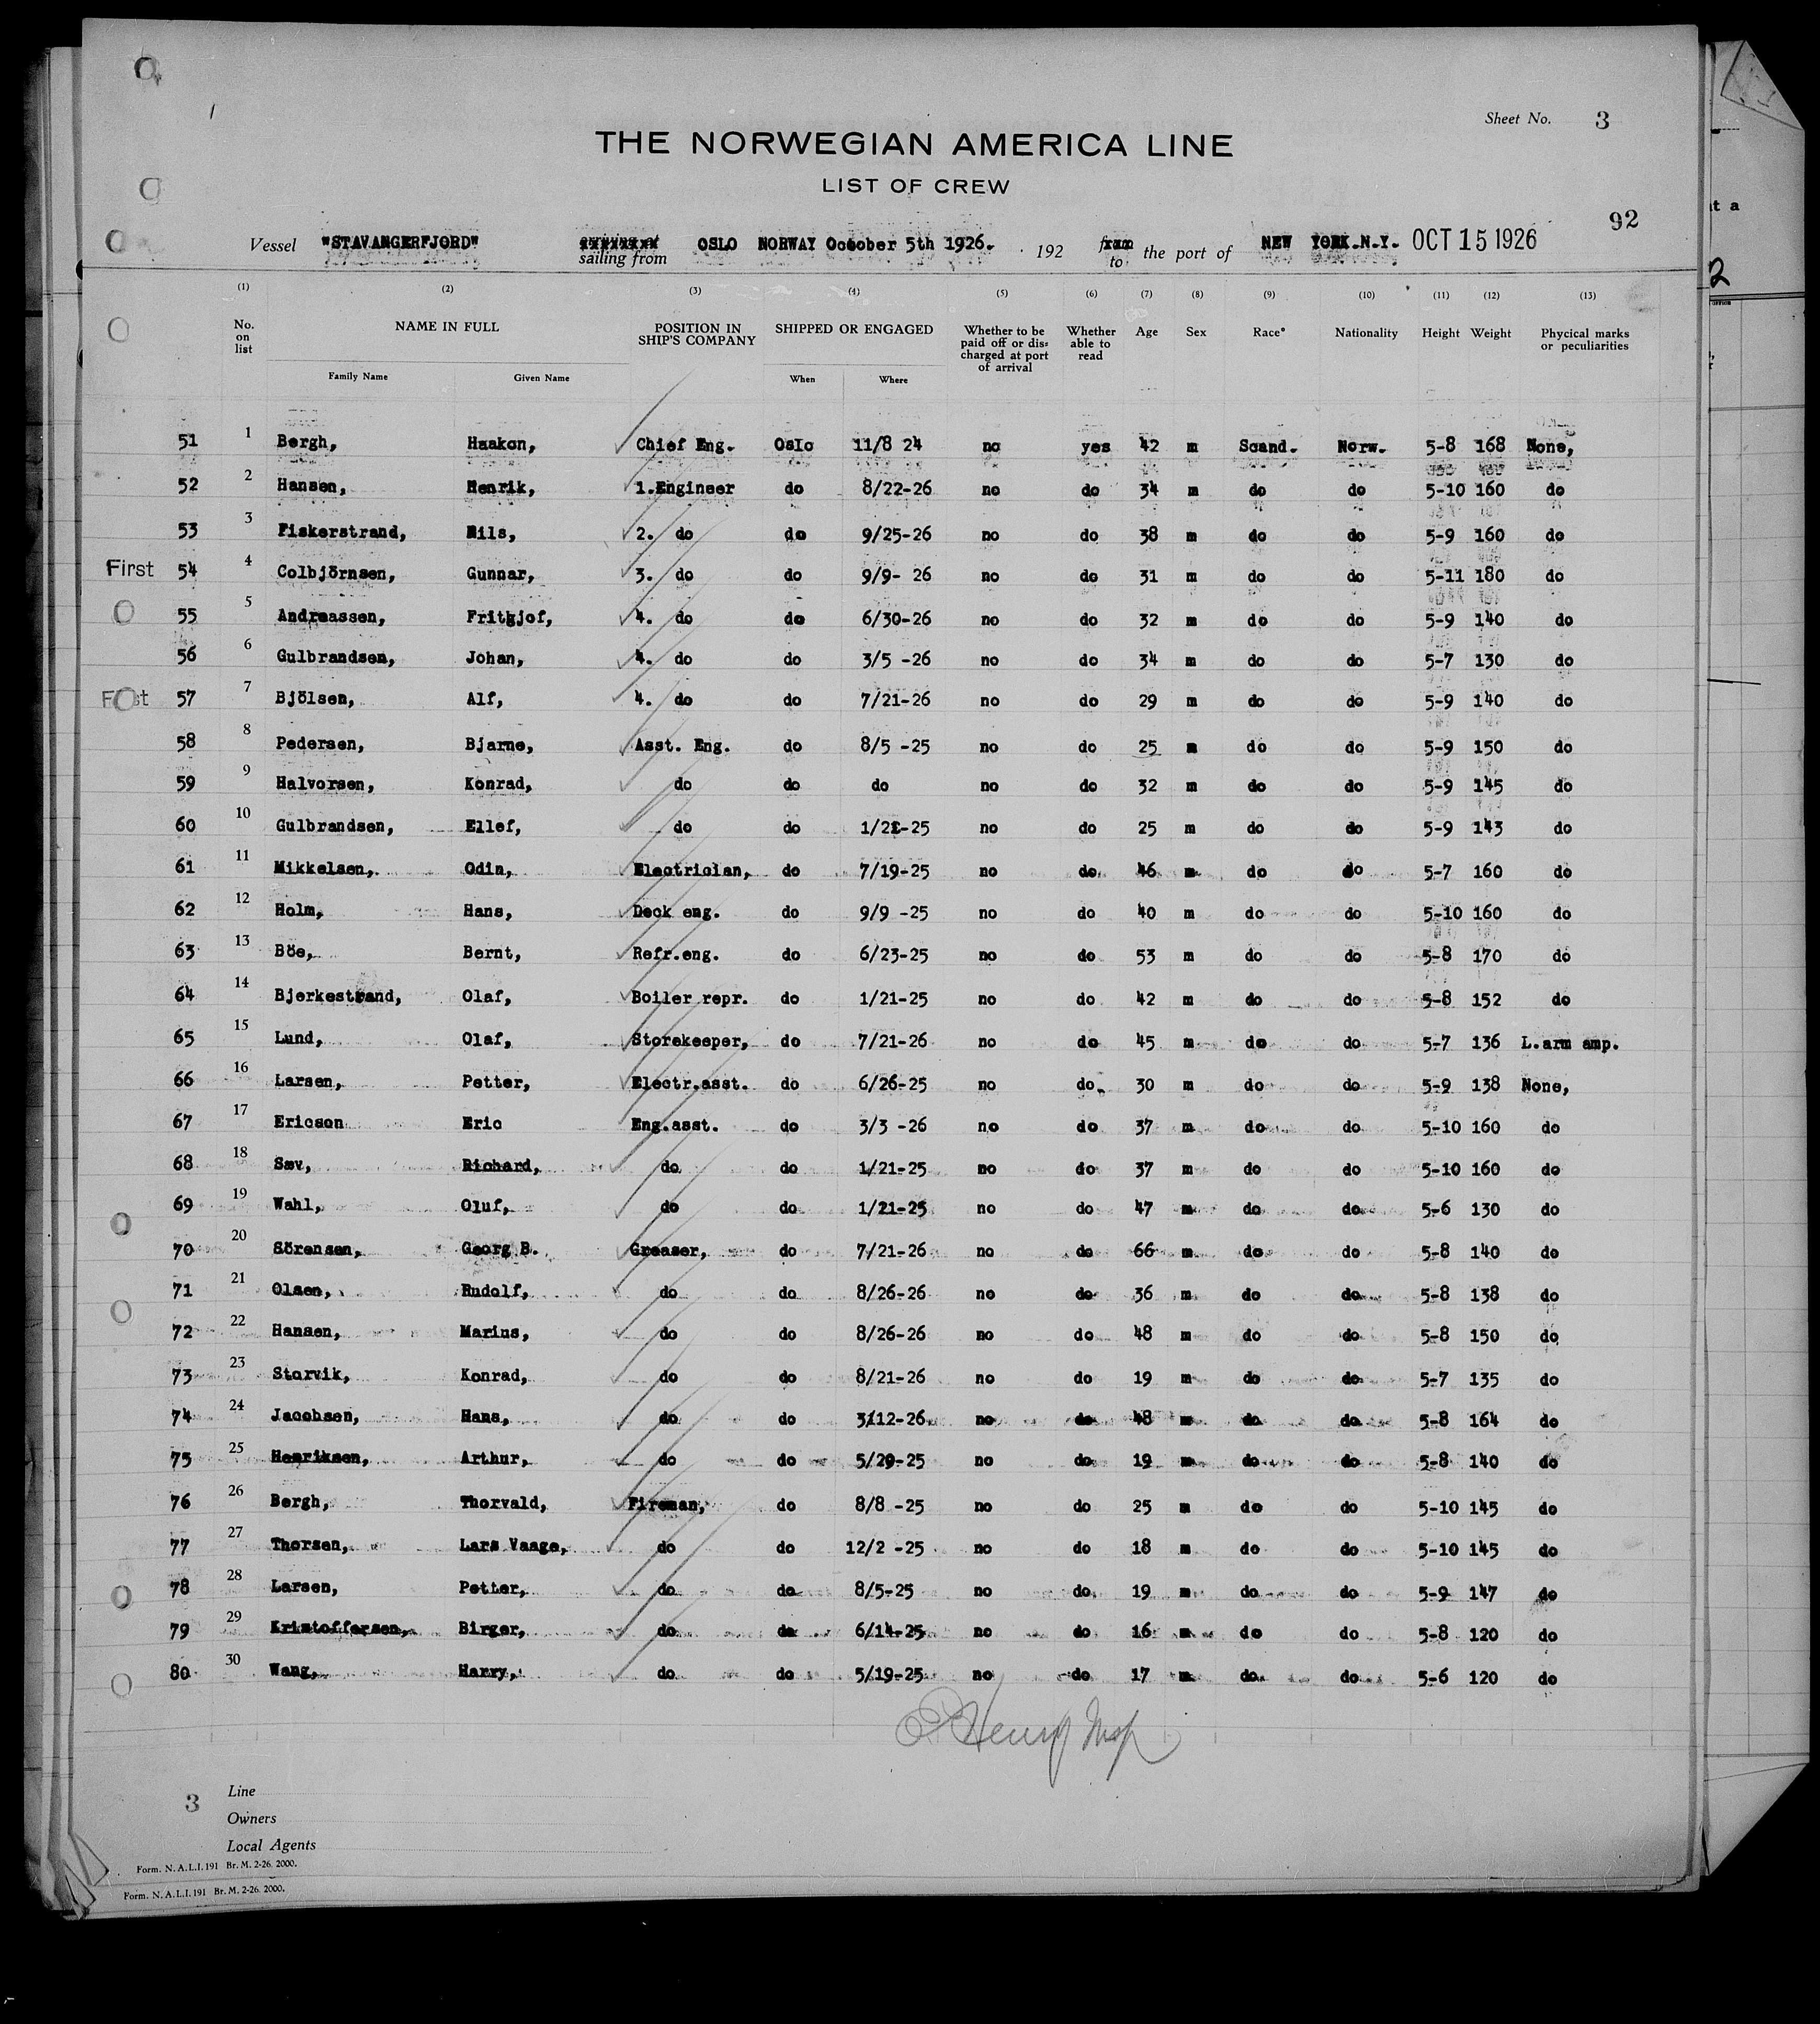 Sheet No. 3
THE NORWEGIAN AMERICA LINE
LIST OF CREW
92
Vessel "STAVANGERFJORD" sailing from OSLO NORWAY October 5th 1926. 192 from to the port of NEW YORK.N.Y. OCT 15 1926
(1) (2) (3) (4) (5) (6) (7) (8) (9) (10) (11) (12) (13)
No. on list NAME IN FULL POSITION IN SHIP'S COMPANY SHIPPED OR ENGAGED Whether to be paid off or discharged at port of arrival Whether able to read Age Sex Race* Nationality Height Weight Phycical marks or peculiarities
Family Name Given Name When Where
51 1 Bergh, Haakon, Chief Eng. Oslo 11/8 24 no yes 42 m Scand. Norw. 5-8 168 None,
52 2 Hansen, Henrik, 1.Engineer do 8/22-26 no do 34 m do do 5-10 160 do
53 3 Fiskerstrand, Nils, 2. do do 9/25-26 no do 38 m do do 5-9 160 do
First 54 4 Colbjörnsen, Gunnar, 3. do do 9/9- 26 no do 31 m do do 5-11 180 do
55 5 Andreassen, Fritgjof, 4. do do 6/30-26 no do 32 m do do 5-9 140 do
56 6 Gulbrandsen, Johan, 4. do do 3/5 -26 no do 34 m do do 5-7 130 do
First 57 7 Bjölsen, Alf, 4. do do 7/21-26 no do 29 m do do 5-9 140 do
58 8 Pedersen, Bjarne, Asst. Eng. do 8/5 -25 no do 25 m do do 5-9 150 do
59 9 Halvorsen, Konrad, do do do no do 32 m do do 5-9 145 do
60 10 Gulbrandsen, Ellef, do do 1/21-25 no do 25 m do do 5-9 143 do
61 11 Mikkelsen, Odin, Electrician, do 7/19-25 no do 46 m do do 5-7 160 do
62 12 Holm, Hans, Deck eng. do 9/9 -25 no do 40 m do do 5-10 160 do
63 13 Böe, Bernt, Refr.eng. do 6/23-25 no do 53 m do do 5-8 170 do
64 14 Bjerkestrand, Olaf, Boiler repr. do 1/21-25 no do 42 m do do 5-8 152 do
65 15 Lund, Olaf, Storekeeper, do 7/21-26 no do 45 m do do 5-7 136 L.arm amp.
66 16 Larsen, Petter, Electr.asst. do 6/26-25 no do 30 m do do 5-9 138 None,
67 17 Ericson Eric Eng.asst. do 3/3 -26 no do 37 m do do 5-10 160 do
68 18 Sæv, Richard, do do 1/21-25 no do 37 m do do 5-10 160 do
69 19 Wahl, Oluf, do do 1/21-25 no do 47 m do do 5-6 130 do
70 20 Sörensen, Georg B. Greaser, do 7/21-26 no do 66 m do do 5-8 140 do
71 21 Olsen, Rudolf, do do 8/26-26 no do 36 m do do 5-8 138 do
72 22 Hansen, Marius, do do 8/26-26 no do 48 m do do 5-8 150 do
73 23 Storvik, Konrad, do do 8/21-26 no do 19 m do do 5-7 135 do
74 24 Jacobsen, Hans, do do 3/12-26 no do 48 m do do 5-8 164 do
75 25 Henriksen, Arthur, do do 5/29-25 no do 19 m do do 5-8 140 do
76 26 Bergh, Thorvald, Fireman, do 8/8 -25 no do 25 m do do 5-10 145 do
77 27 Thorsen, Lars Vaage, do do 12/2 -25 no do 18 m do do 5-10 145 do
78 28 Larsen, Petter, do do 8/5-25 no do 19 m do do 5-9 147 do
79 29 Kristoffersen, Birger, do do 6/14-25 no do 16 m do do 5-8 120 do
80 30 Wang, Harry, do do 5/19-25 no do 17 m do do 5-6 120 do
Henry Insp
3
Line
Owners
Local Agents
Form. N.A.L.I.191 Br. M. 2-26. 2000.
Form. N.A.L.I.191 Br. M. 2-26. 2000.